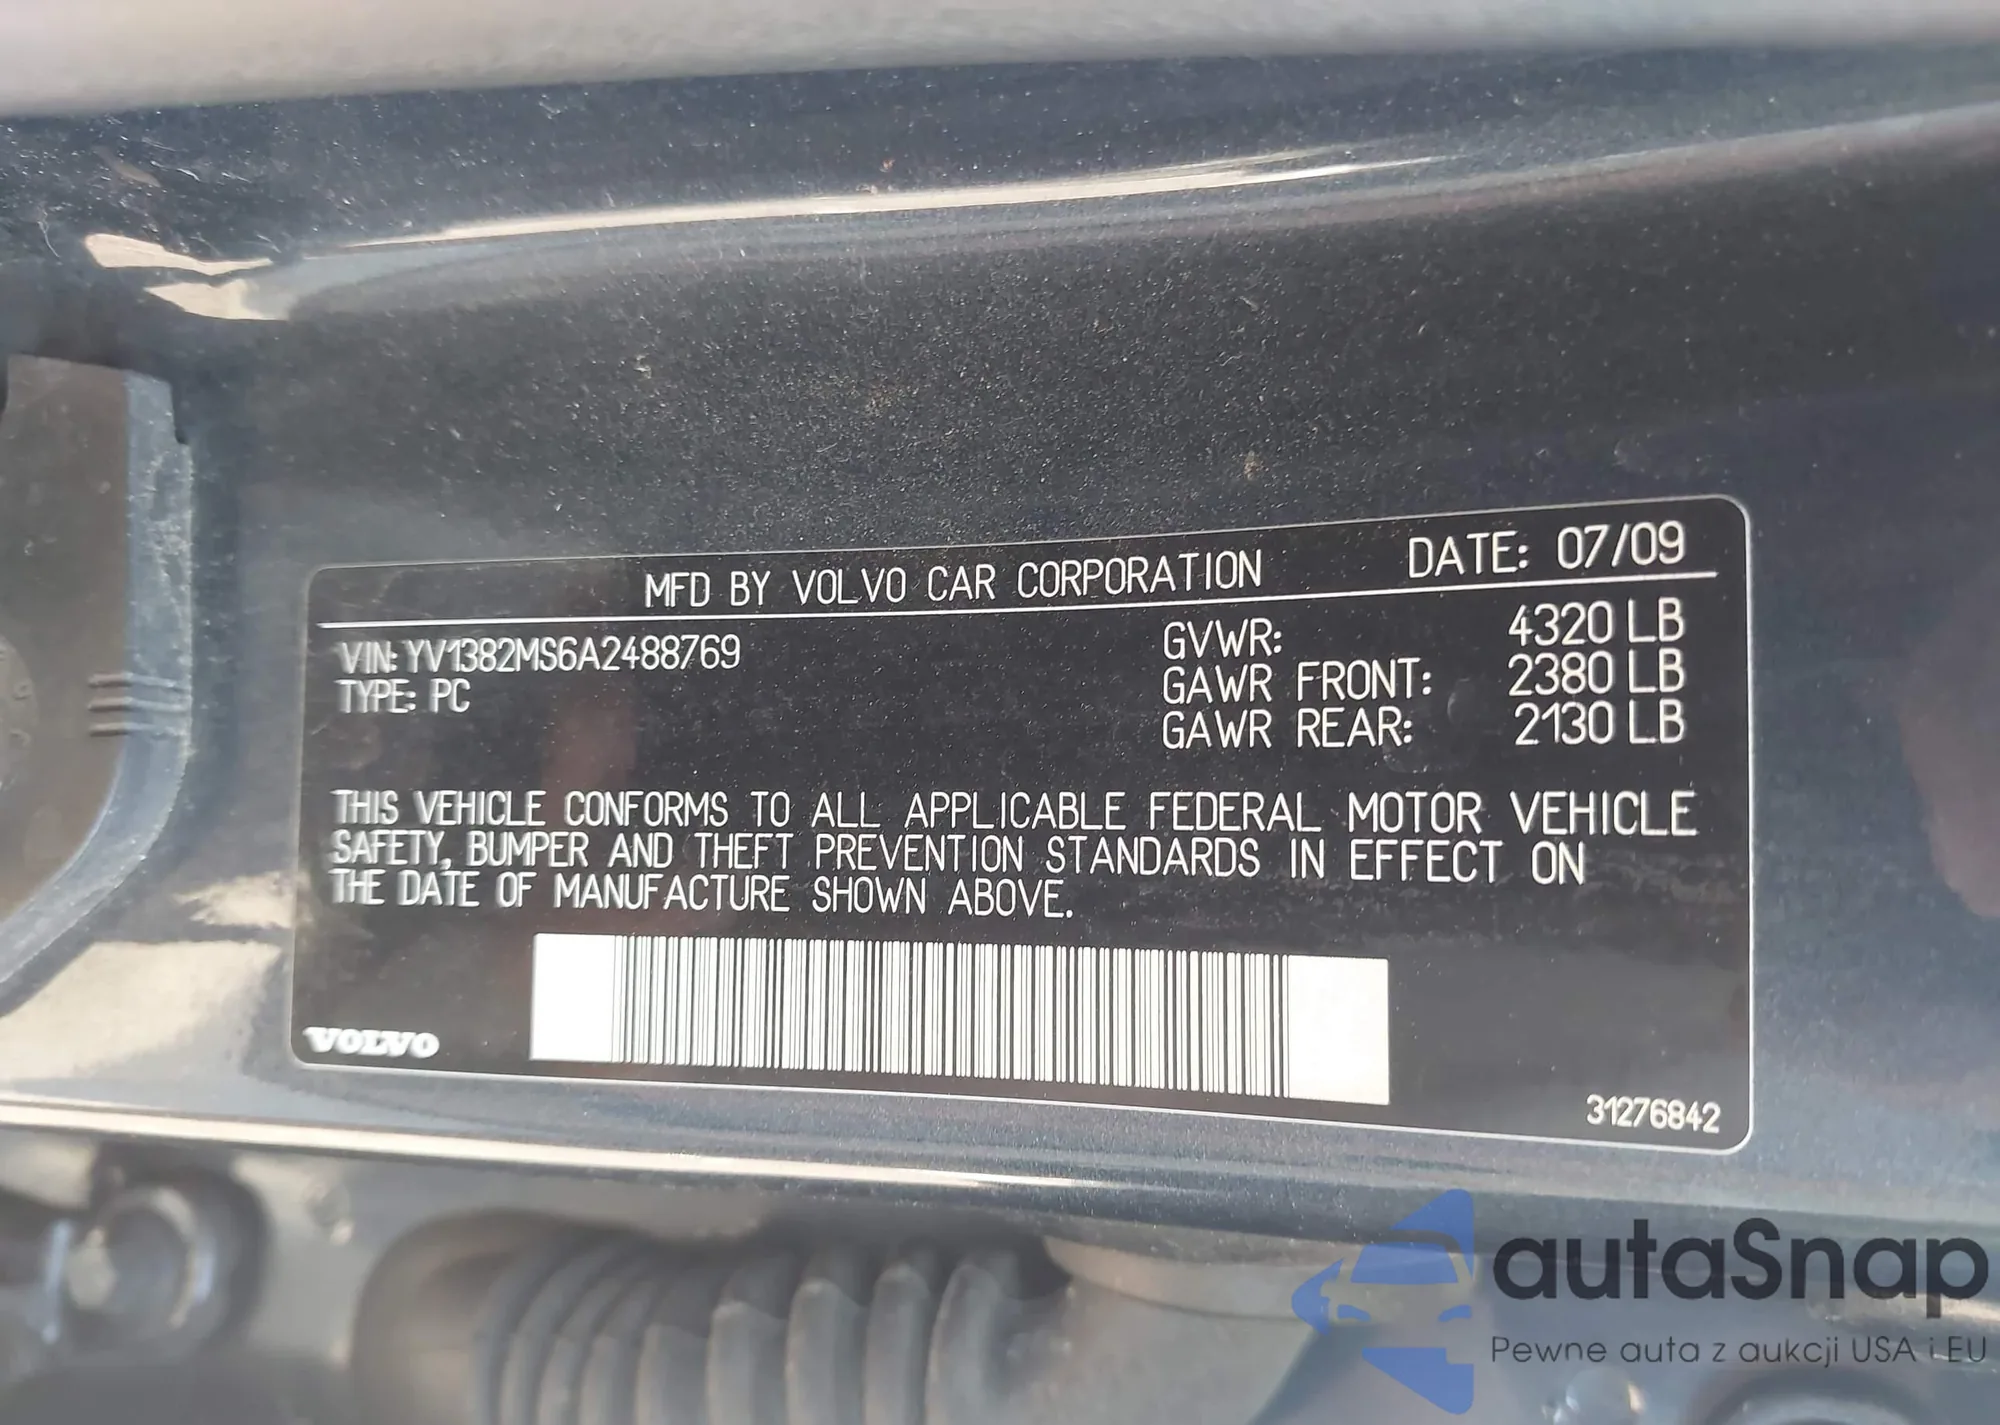 MFD BY VOLVO CAR CORPORATION DATE: 07/09
VIN: YV1382MS6A2488769 GVWR: 4320 LB
TYPE: PC GAWR FRONT: 2380 LB
GAWR REAR: 2130 LB
THIS VEHICLE CONFORMS TO ALL APPLICABLE FEDERAL MOTOR VEHICLE
SAFETY, BUMPER AND THEFT PREVENTION STANDARDS IN EFFECT ON
THE DATE OF MANUFACTURE SHOWN ABOVE.
VOLVO
31276842
autaSnap
Pewne auta z aukcji USA i EU